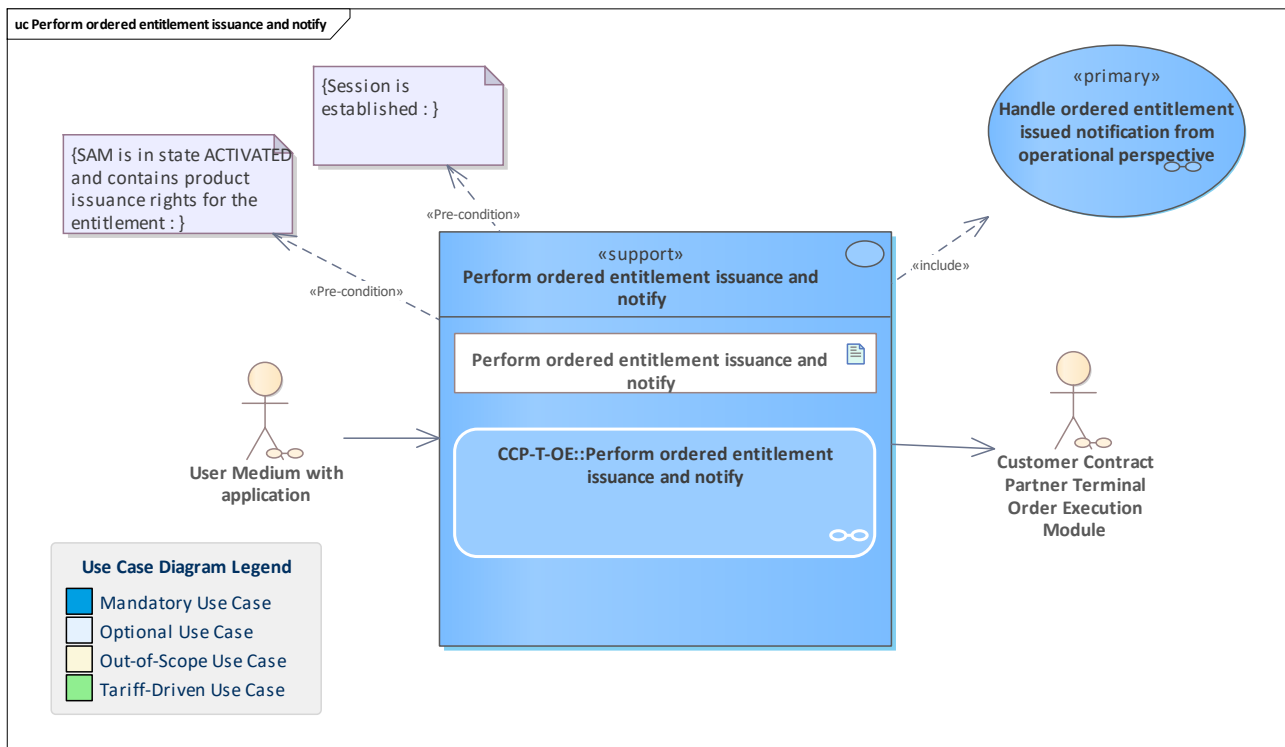 uc Perform ordered entitlement issuance and notify
{Session is
established : }
{SAM is in state ACTIVATED
and contains product
issuance rights for the
entitlement : }
«primary»
Handle ordered entitlement
issued notification from
operational perspective
«Pre-condition»
«Pre-condition»
«include»
«support»
Perform ordered entitlement issuance and
notify
Perform ordered entitlement issuance and
notify
CCP-T-OE::Perform ordered entitlement
issuance and notify
User Medium with
application
Customer Contract
Partner Terminal
Order Execution
Module
Use Case Diagram Legend
Mandatory Use Case
Optional Use Case
Out-of-Scope Use Case
Tariff-Driven Use Case